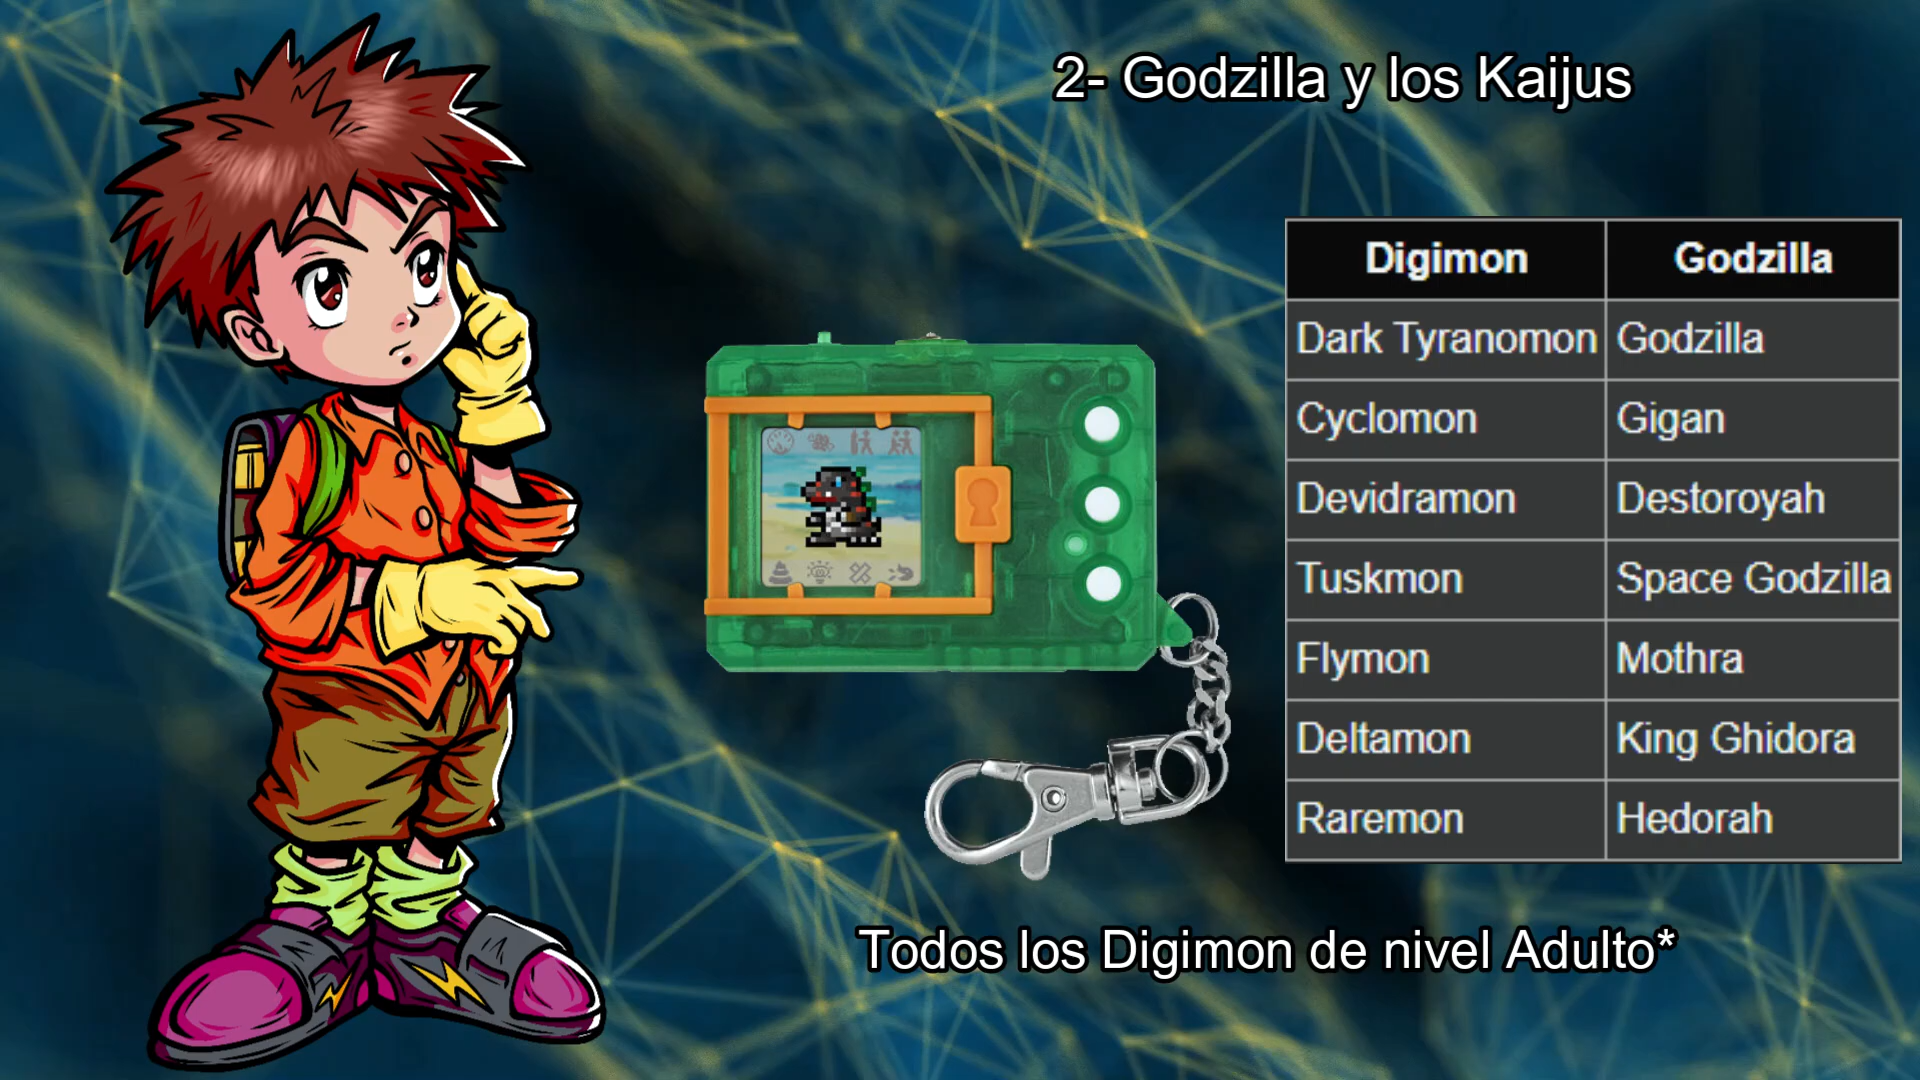 2- Godzilla y los Kaijus
Digimon Godzilla
Dark Tyranomon Godzilla
Cyclomon Gigan
Devidramon Destoroyah
Tuskmon Space Godzilla
Flymon Mothra
Deltamon King Ghidora
Raremon Hedorah
Todos los Digimon de nivel Adulto*